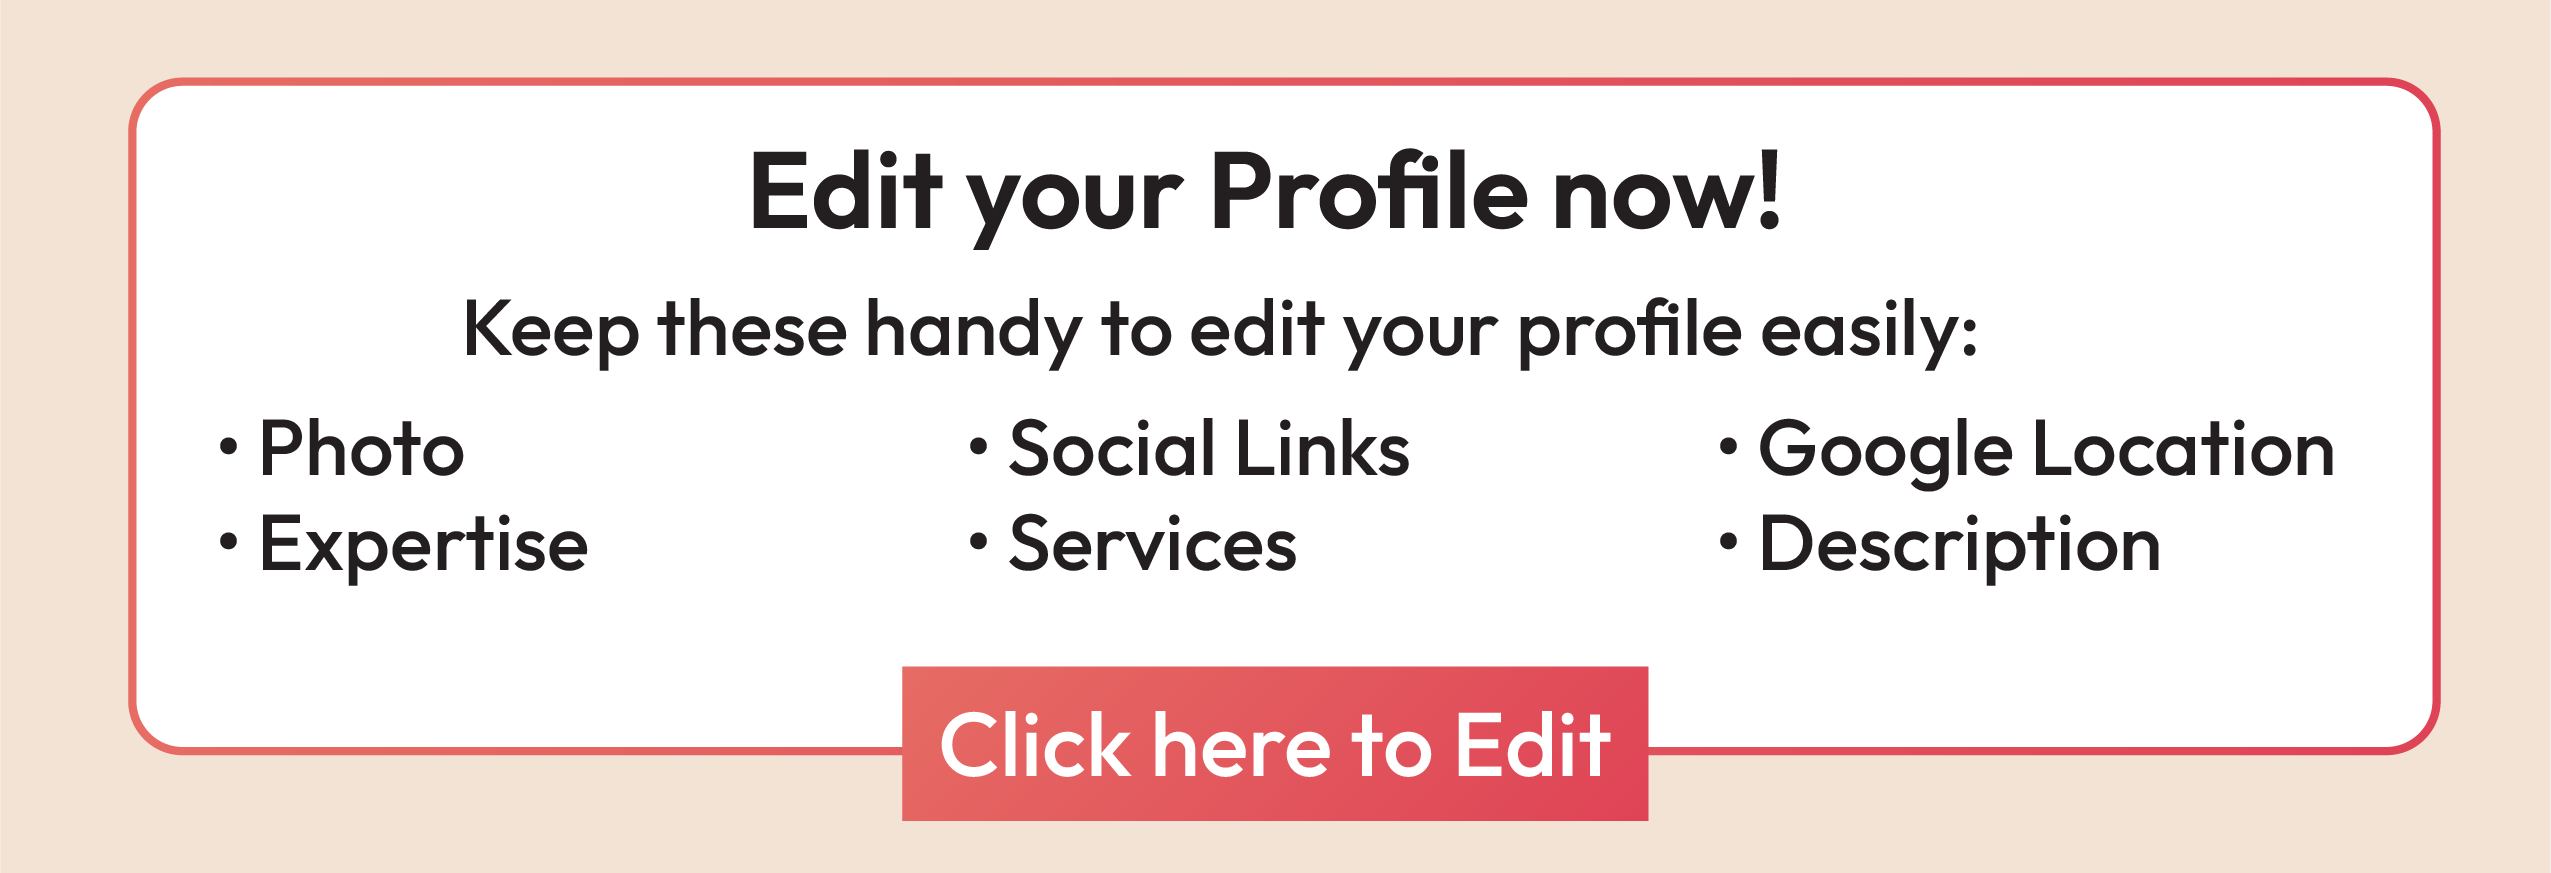 Edit your Profile now!
Keep these handy to edit your profile easily:
• Photo • Social Links • Google Location
• Expertise • Services • Description
Click here to Edit